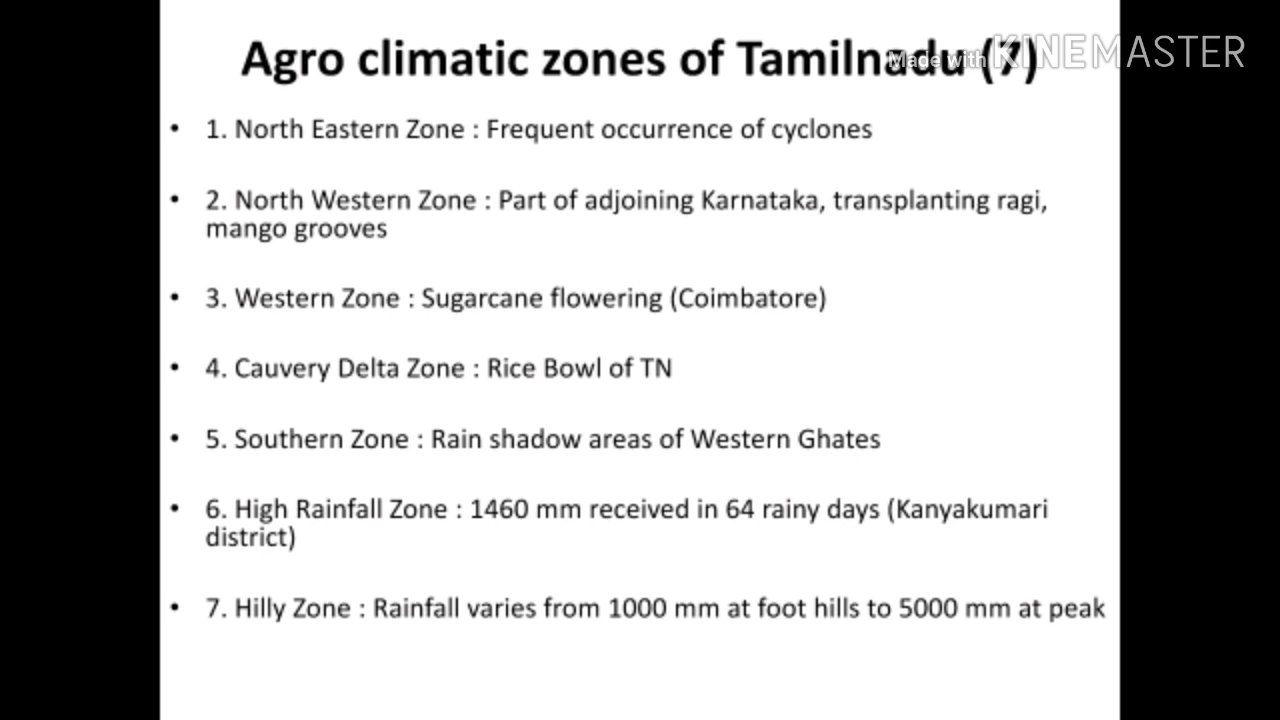 Agro climatic zones of Tamilnadu (7)
Made with KINEMASTER
• 1. North Eastern Zone : Frequent occurrence of cyclones
• 2. North Western Zone : Part of adjoining Karnataka, transplanting ragi,
mango grooves
• 3. Western Zone : Sugarcane flowering (Coimbatore)
• 4. Cauvery Delta Zone : Rice Bowl of TN
• 5. Southern Zone : Rain shadow areas of Western Ghates
• 6. High Rainfall Zone : 1460 mm received in 64 rainy days (Kanyakumari
district)
• 7. Hilly Zone : Rainfall varies from 1000 mm at foot hills to 5000 mm at peak